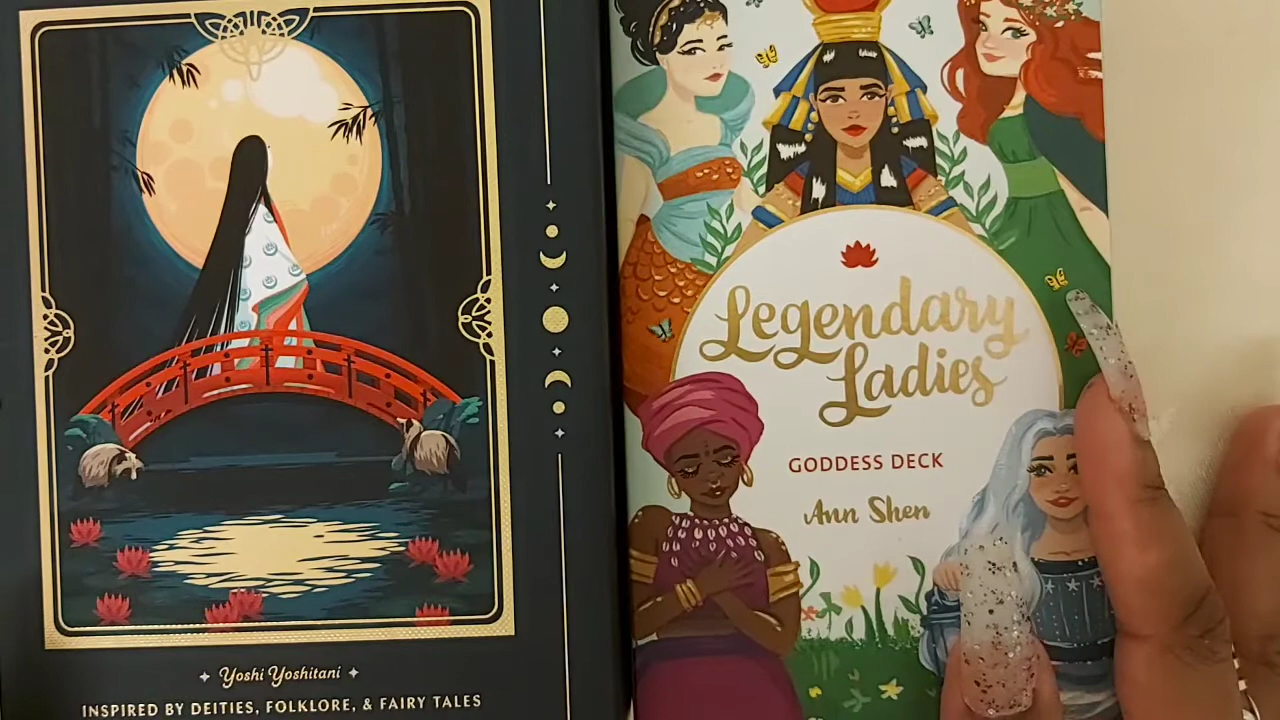 Yoshi Yoshitani
INSPIRED BY DEITIES, FOLKLORE, & FAIRY TALES
Legendary
Ladies
GODDESS DECK
Ann Shen